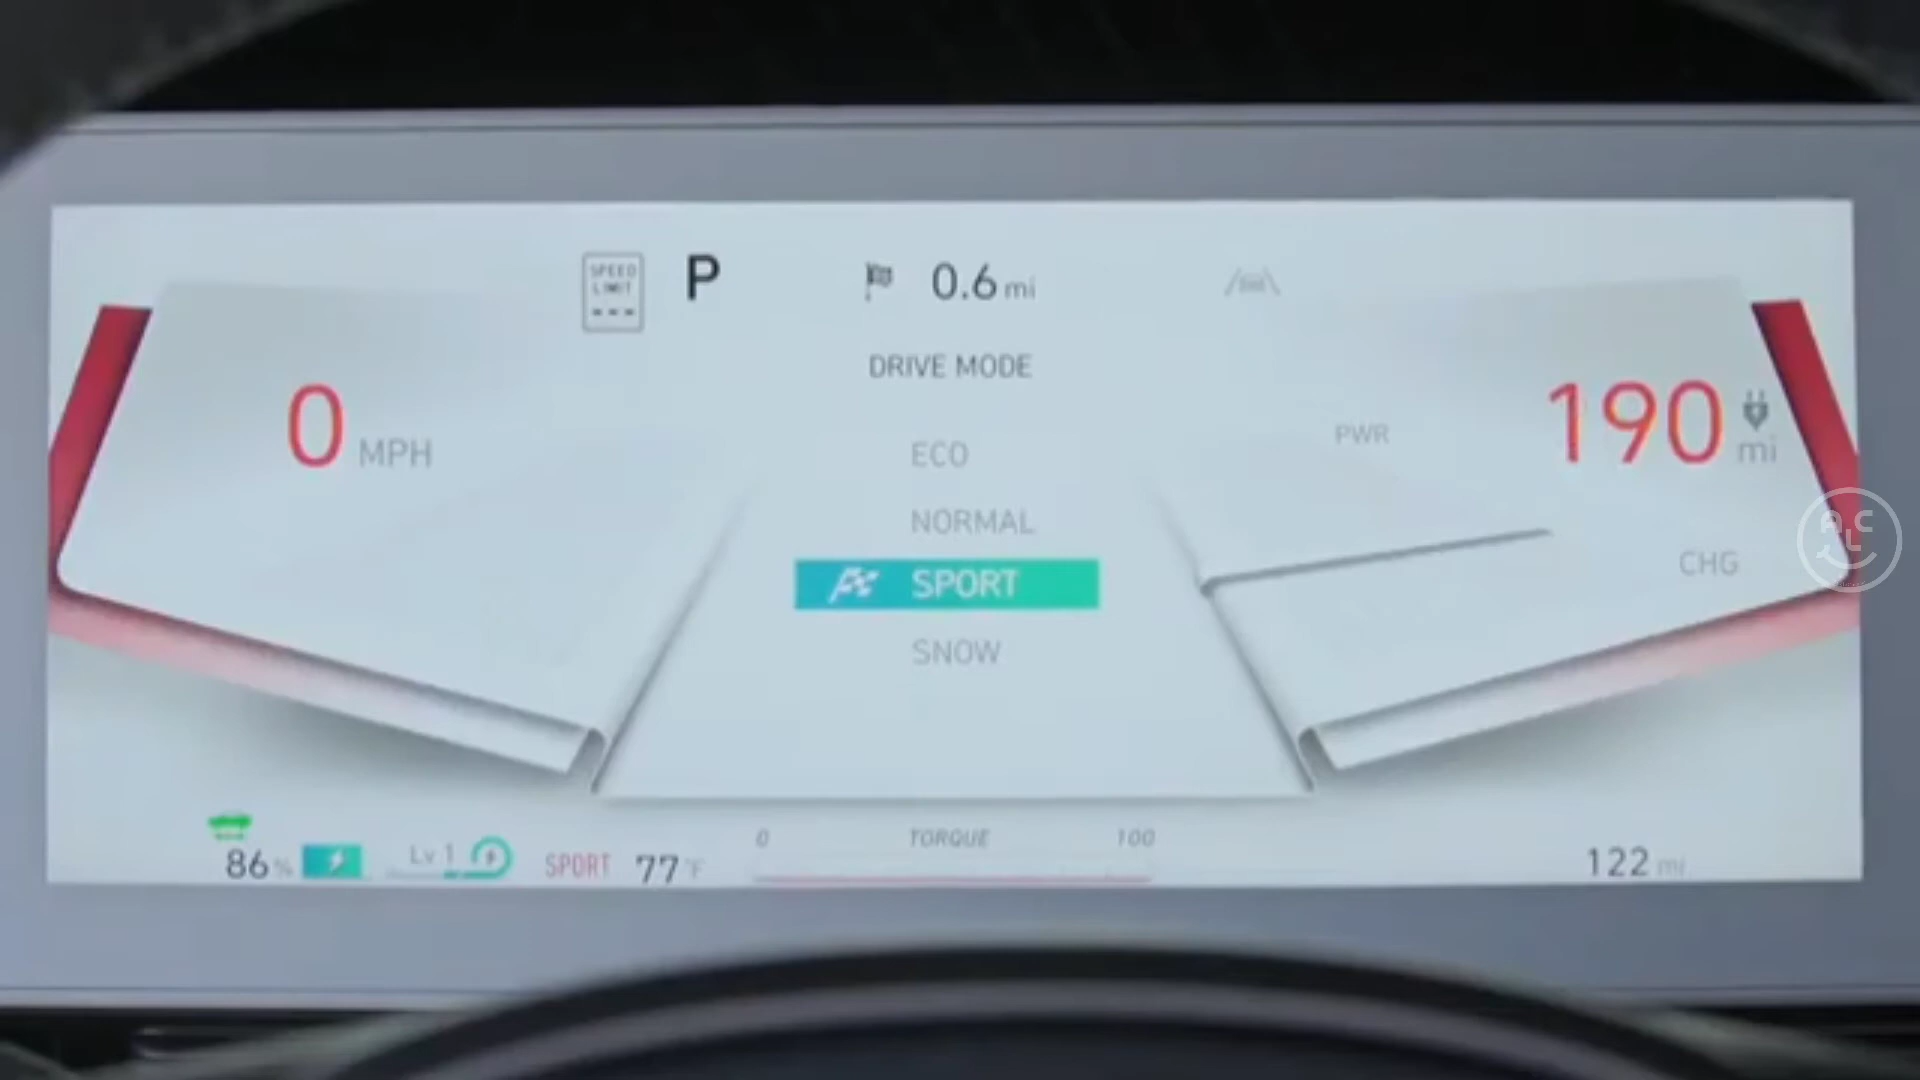 SPEED
LIMIT
---
P
0.6 mi
DRIVE MODE
0 MPH
ECO
NORMAL
SPORT
SNOW
PWR
190 mi
CHG
ALC
86 %
Lv 1
SPORT
77 °F
0 TORQUE 100
122 mi